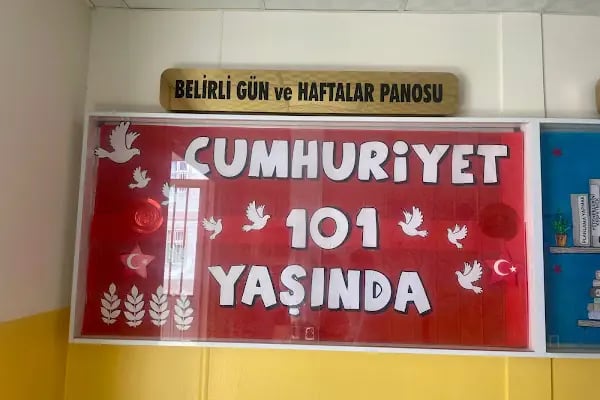 BELİRLİ GÜN ve HAFTALAR PANOSU
CUMHURİYET
101
YAŞINDA